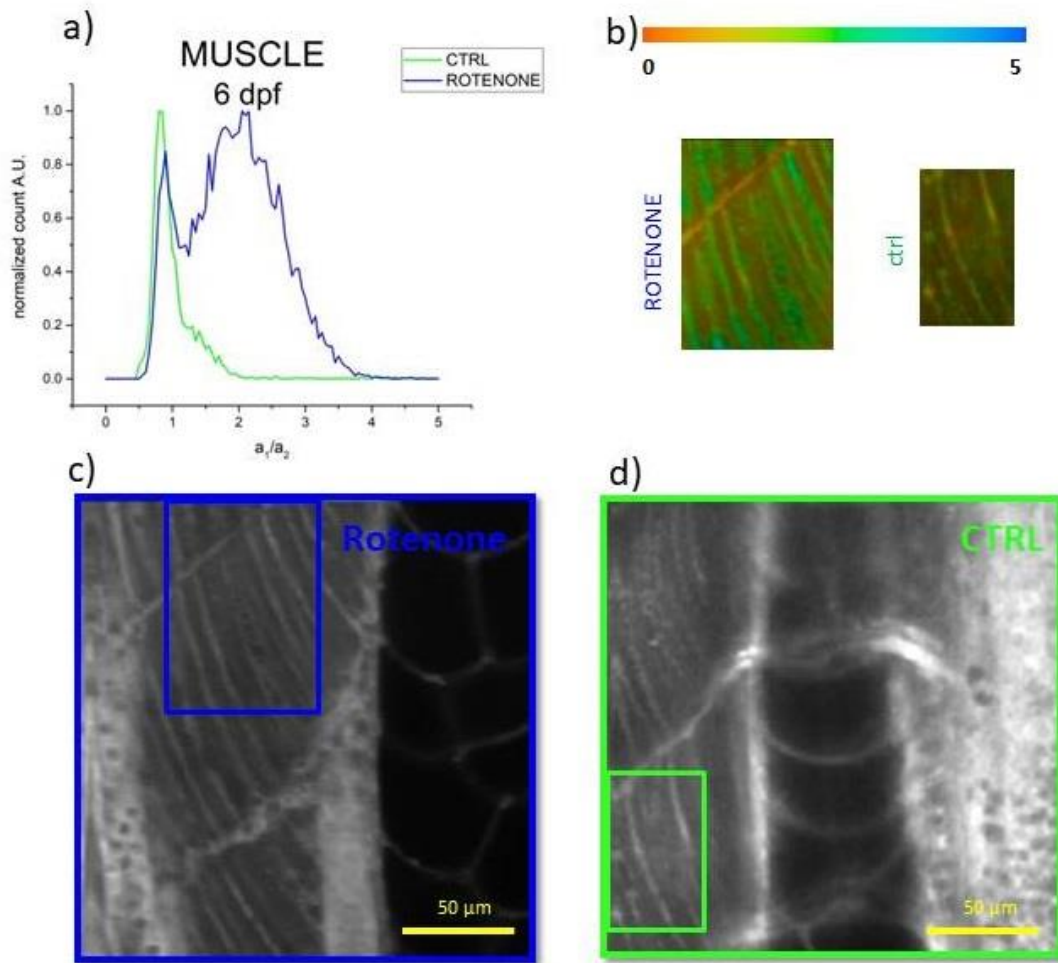 a)
MUSCLE
6 dpf
CTRL
ROTENONE
1.0
0.8
0.6
0.4
0.2
0.0
normalized count A.U.
0 1 2 3 4 5
a₁/a₂
b)
0 5
ROTENONE
ctrl
c)
Rotenone
50 µm
d)
CTRL
50 µm